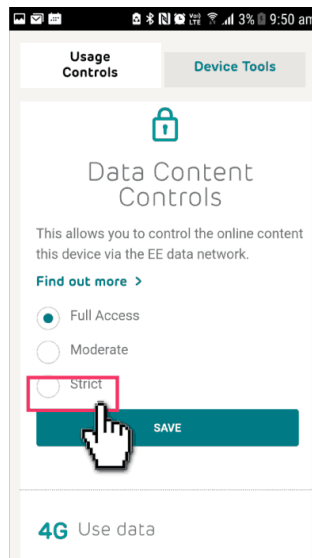 3% 9:50 am
Usage
Controls
Device Tools
Data Content
Controls
This allows you to control the online content
this device via the EE data network.
Find out more >
Full Access
Moderate
Strict
SAVE
4G Use data